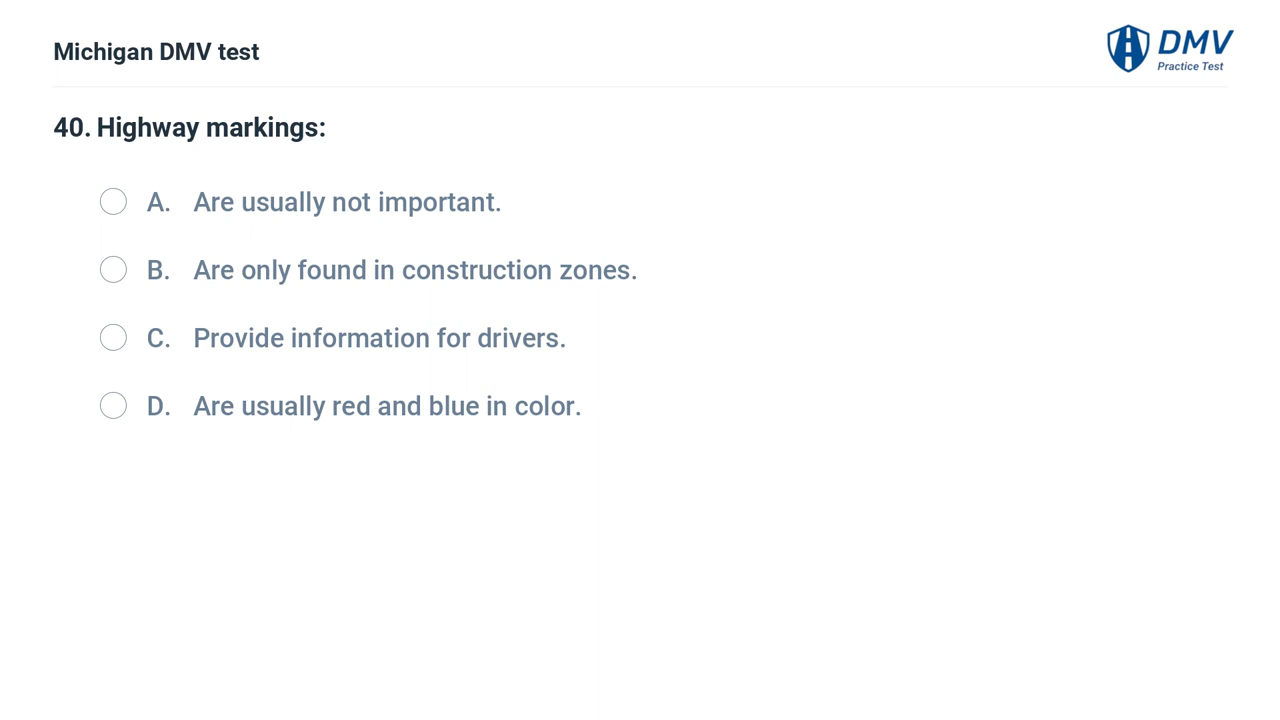 Michigan DMV test
DMV
Practice Test
40. Highway markings:
A. Are usually not important.
B. Are only found in construction zones.
C. Provide information for drivers.
D. Are usually red and blue in color.